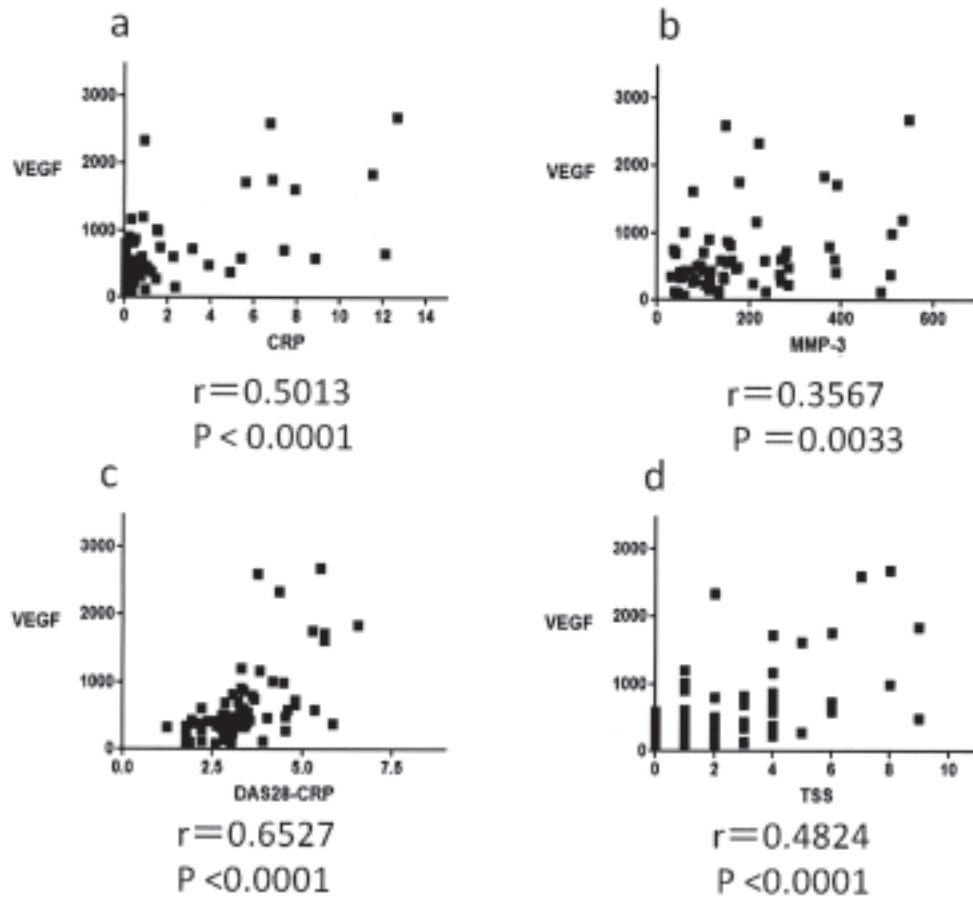 a
3000
2000
1000
0
VEGF
0 2 4 6 8 10 12 14
CRP
r＝0.5013
P < 0.0001
b
3000
2000
1000
0
VEGF
0 200 400 600
MMP-3
r＝0.3567
P ＝0.0033
c
3000
2000
1000
0
VEGF
0.0 2.5 5.0 7.5
DAS28-CRP
r＝0.6527
P <0.0001
d
3000
2000
1000
0
VEGF
0 2 4 6 8 10
TSS
r＝0.4824
P <0.0001